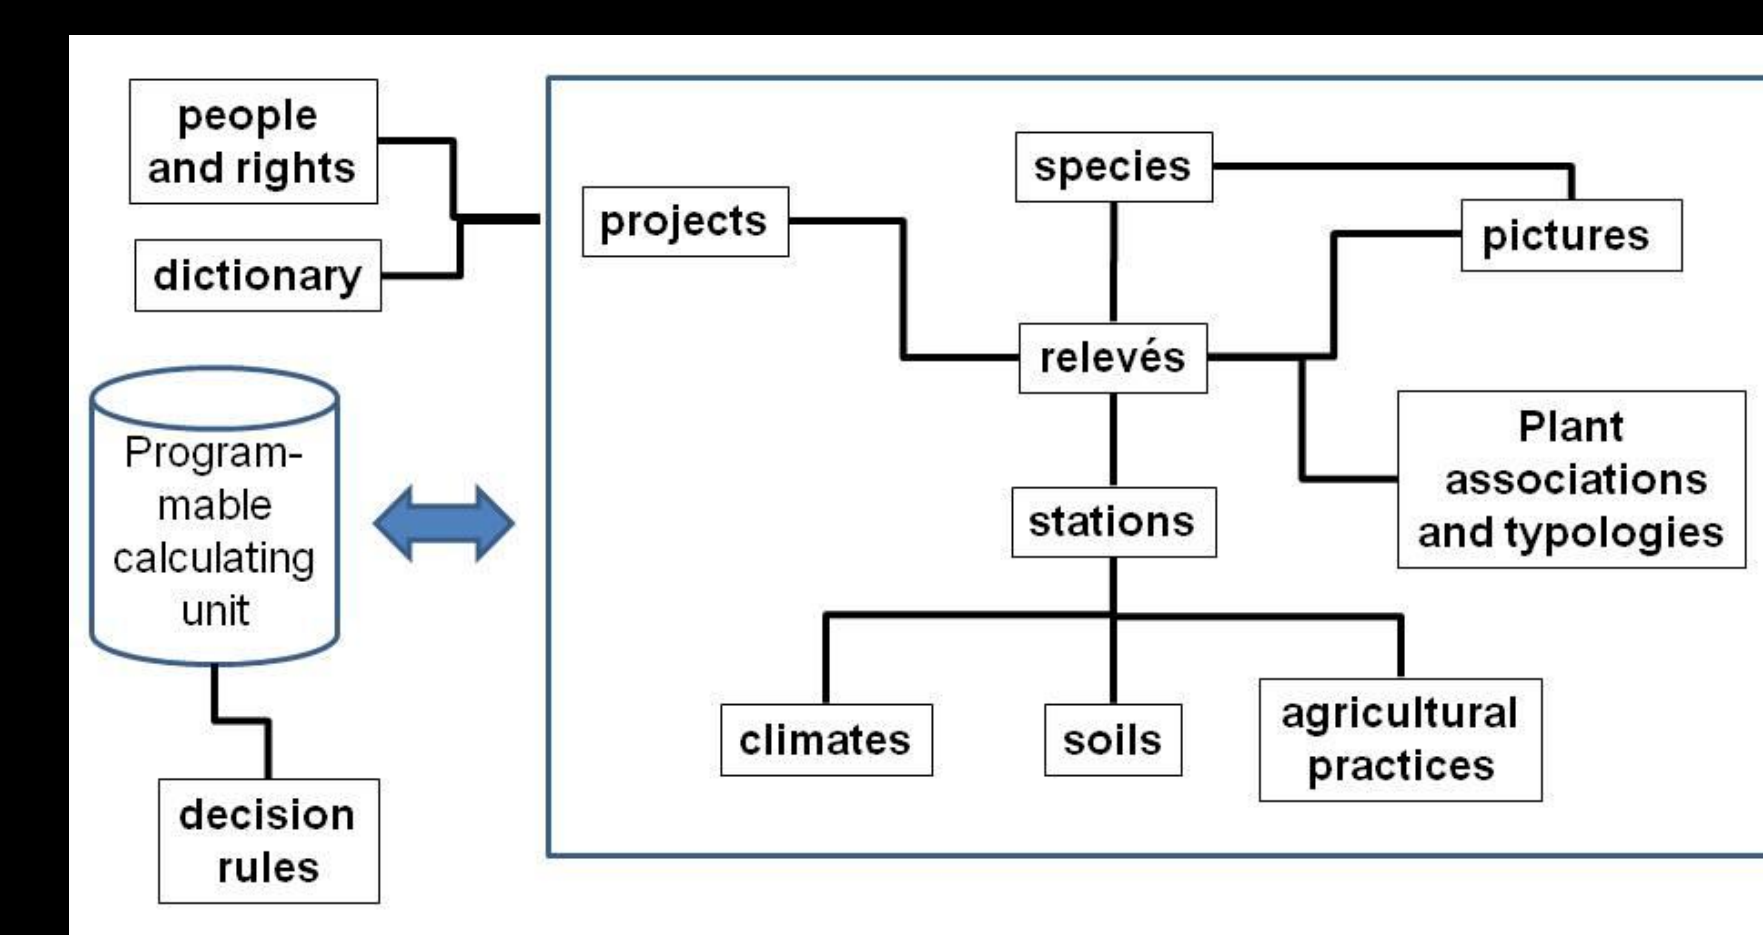 people
and rights
dictionary
Program-
mable
calculating
unit
decision
rules
projects
species
pictures
relevés
Plant
associations
and typologies
stations
climates
soils
agricultural
practices